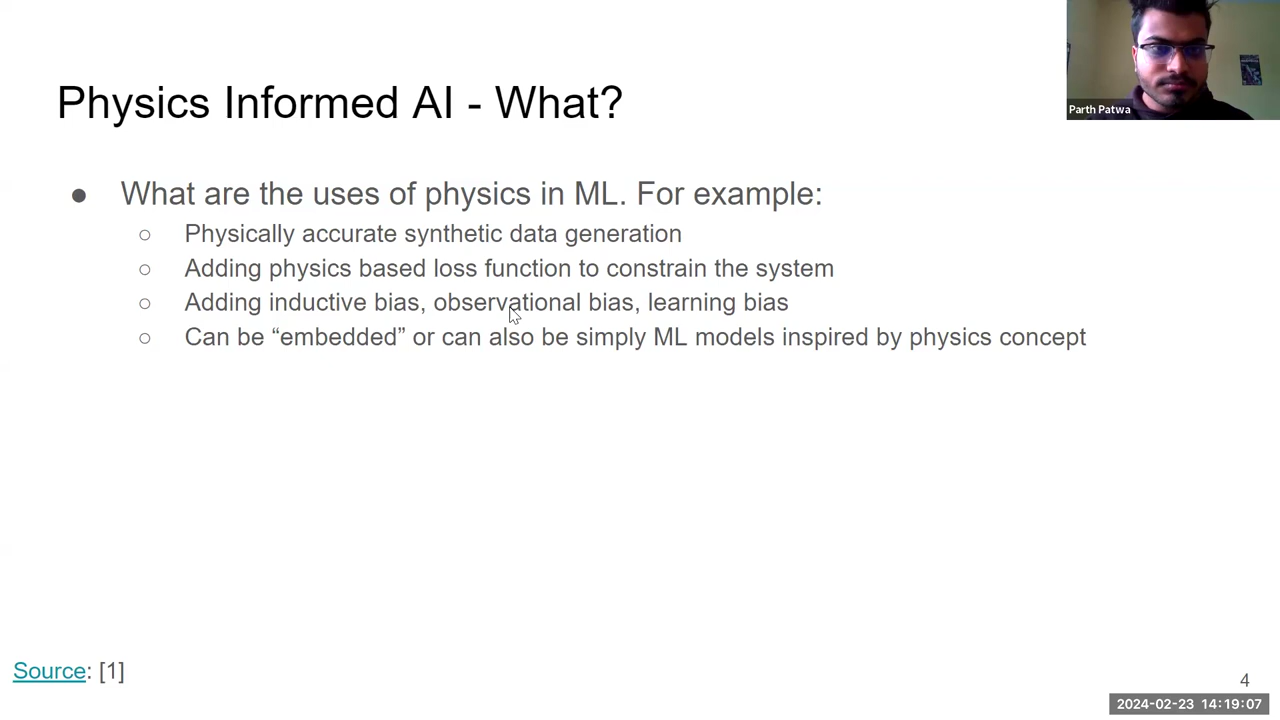 Physics Informed AI - What?
Parth Patwa
● What are the uses of physics in ML. For example:
○ Physically accurate synthetic data generation
○ Adding physics based loss function to constrain the system
○ Adding inductive bias, observational bias, learning bias
○ Can be “embedded” or can also be simply ML models inspired by physics concept
Source: [1]
4
2024-02-23 14:19:07